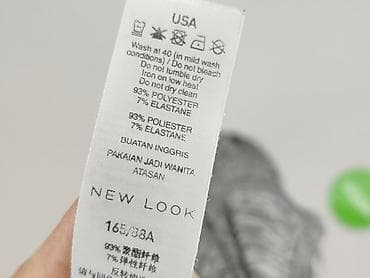 USA
Wash at 40 (in mild wash
conditions) / Do not bleach
Do not tumble dry
Iron on low heat
Do not dry clean
93% POLYESTER
7% ELASTANE
93% POLIESTER
7% ELASTANE
BUATAN INGGRIS
PAKAIAN JADI WANITA
ATASAN
NEW LOOK
165/88A
93% 聚酯纤维
7% 弹性纤维